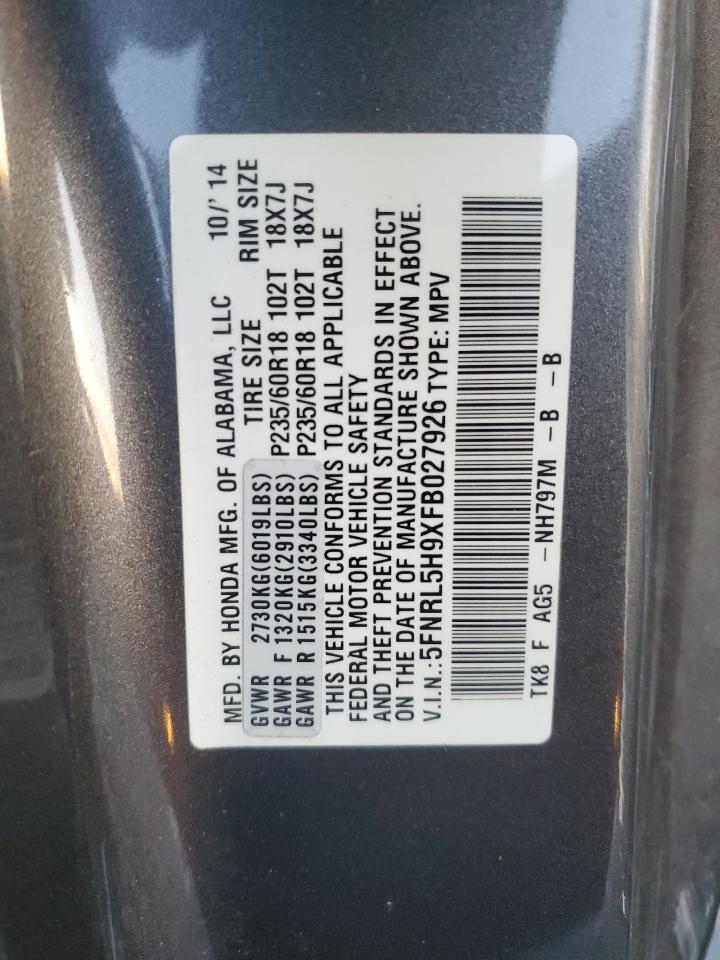 MFD. BY HONDA MFG. OF ALABAMA, LLC 10/' 14
GVWR 2730KG(6019LBS) TIRE SIZE RIM SIZE
GAWR F 1320KG(2910LBS) P235/60R18 102T 18X7J
GAWR R 1515KG(3340LBS) P235/60R18 102T 18X7J
THIS VEHICLE CONFORMS TO ALL APPLICABLE
FEDERAL MOTOR VEHICLE SAFETY
AND THEFT PREVENTION STANDARDS IN EFFECT
ON THE DATE OF MANUFACTURE SHOWN ABOVE.
V.I.N.:5FNRL5H9XFB027926 TYPE: MPV
TK8 F AG5 -NH797M -B -B